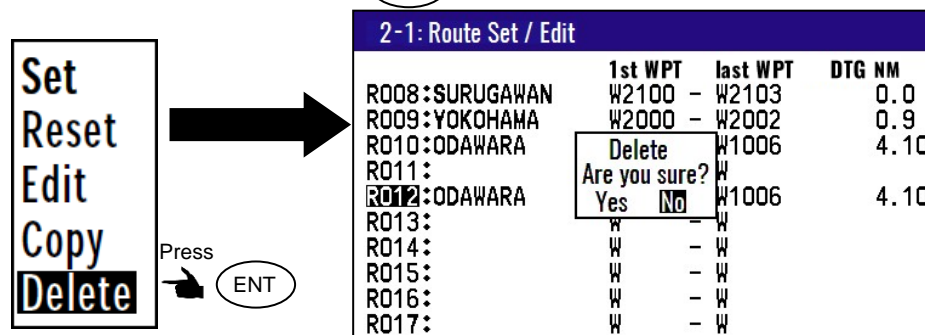 Set
Reset
Edit
Copy
Delete
Press
ENT
2-1: Route Set / Edit
1st WPT last WPT DTG NM
R008:SURUGAWAN W2100 - W2103 0.0
R009:YOKOHAMA W2000 - W2002 0.9
R010:ODAWARA W1006 4.10
R011: W
R012:ODAWARA W1006 4.10
R013: W - W
R014: W - W
R015: W - W
R016: W - W
R017: W - W
Delete
Are you sure?
Yes No